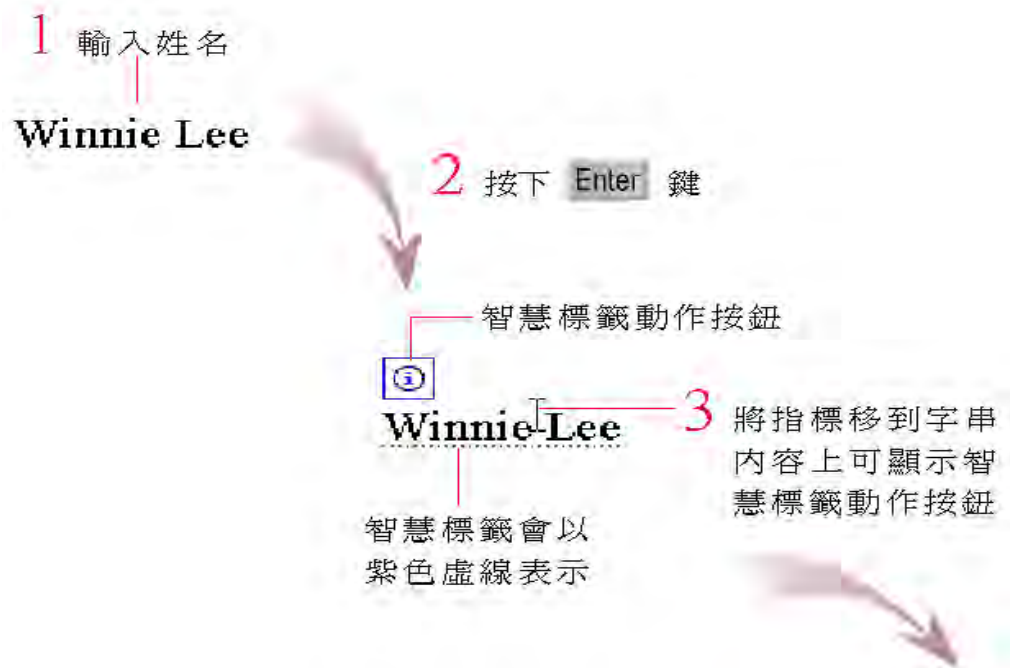 1 輸入姓名
Winnie Lee
2 按下 Enter 鍵
智慧標籤動作按鈕
Winnie Lee
3 將指標移到字串
內容上可顯示智
慧標籤動作按鈕
智慧標籤會以
紫色虛線表示